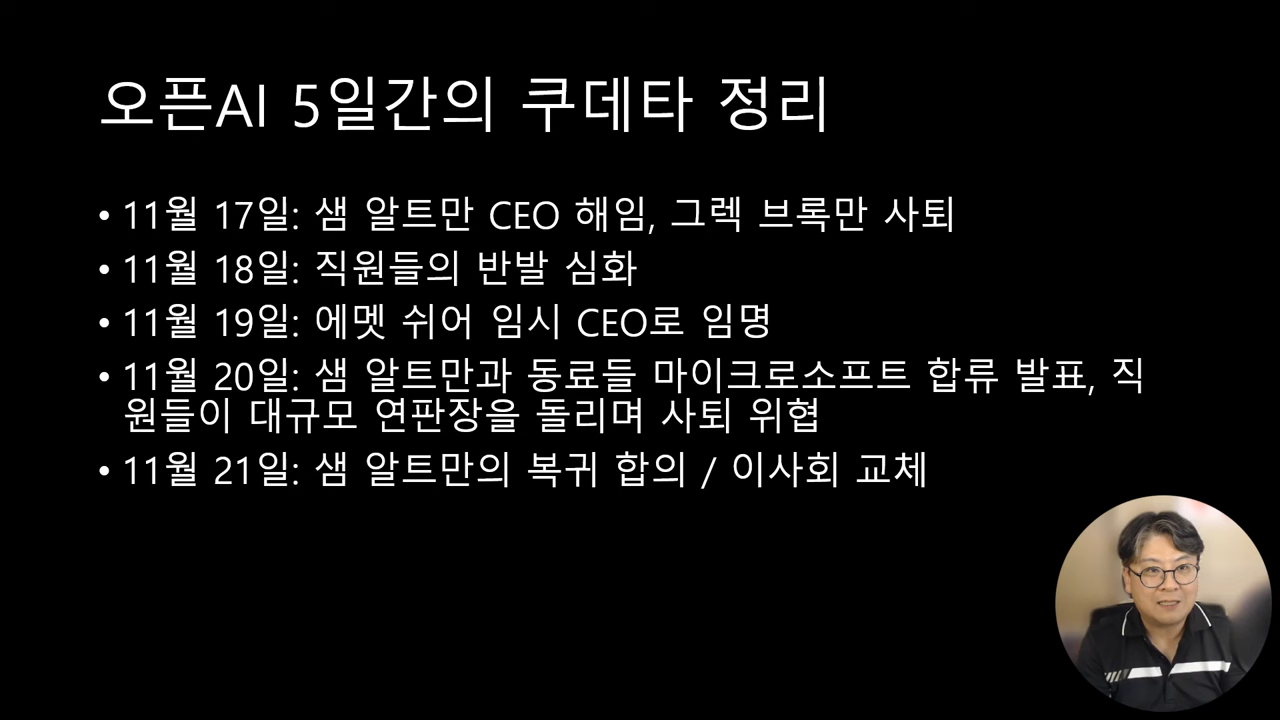 오픈AI 5일간의 쿠데타 정리
• 11월 17일: 샘 알트만 CEO 해임, 그렉 브록만 사퇴
• 11월 18일: 직원들의 반발 심화
• 11월 19일: 에멧 쉬어 임시 CEO로 임명
• 11월 20일: 샘 알트만과 동료들 마이크로소프트 합류 발표, 직
원들이 대규모 연판장을 돌리며 사퇴 위협
• 11월 21일: 샘 알트만의 복귀 합의 / 이사회 교체